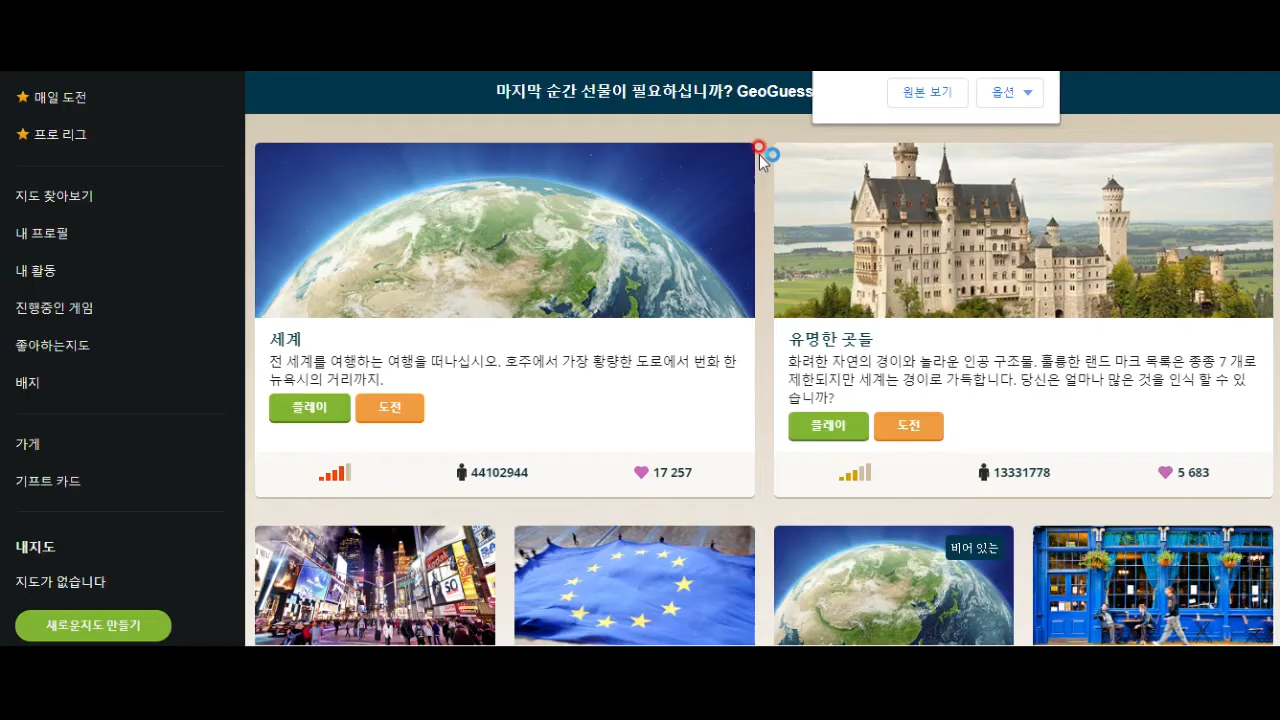 매일 도전
프로 리그
지도 찾아보기
내 프로필
내 활동
진행중인 게임
좋아하는지도
배지
가게
기프트 카드
내지도
지도가 없습니다
새로운지도 만들기
마지막 순간 선물이 필요하십니까? GeoGuess
원본 보기
옵션
세계
전 세계를 여행하는 여행을 떠나십시오. 호주에서 가장 황량한 도로에서 번화 한
뉴욕시의 거리까지.
플레이
도전
44102944
17 257
유명한 곳들
화려한 자연의 경이와 놀라운 인공 구조물. 훌륭한 랜드 마크 목록은 종종 7 개로
제한되지만 세계는 경이로 가득합니다. 당신은 얼마나 많은 것을 인식 할 수 있
습니까?
플레이
도전
13331778
5 683
비어 있는